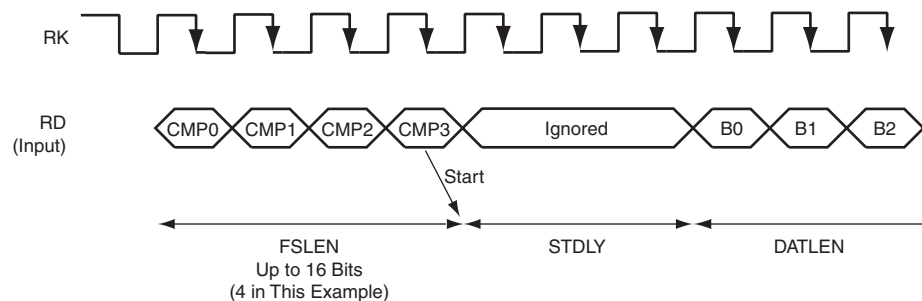 RK
RD
(Input)
CMP0 CMP1 CMP2 CMP3 Ignored B0 B1 B2
Start
FSLEN
Up to 16 Bits
(4 in This Example)
STDLY
DATLEN